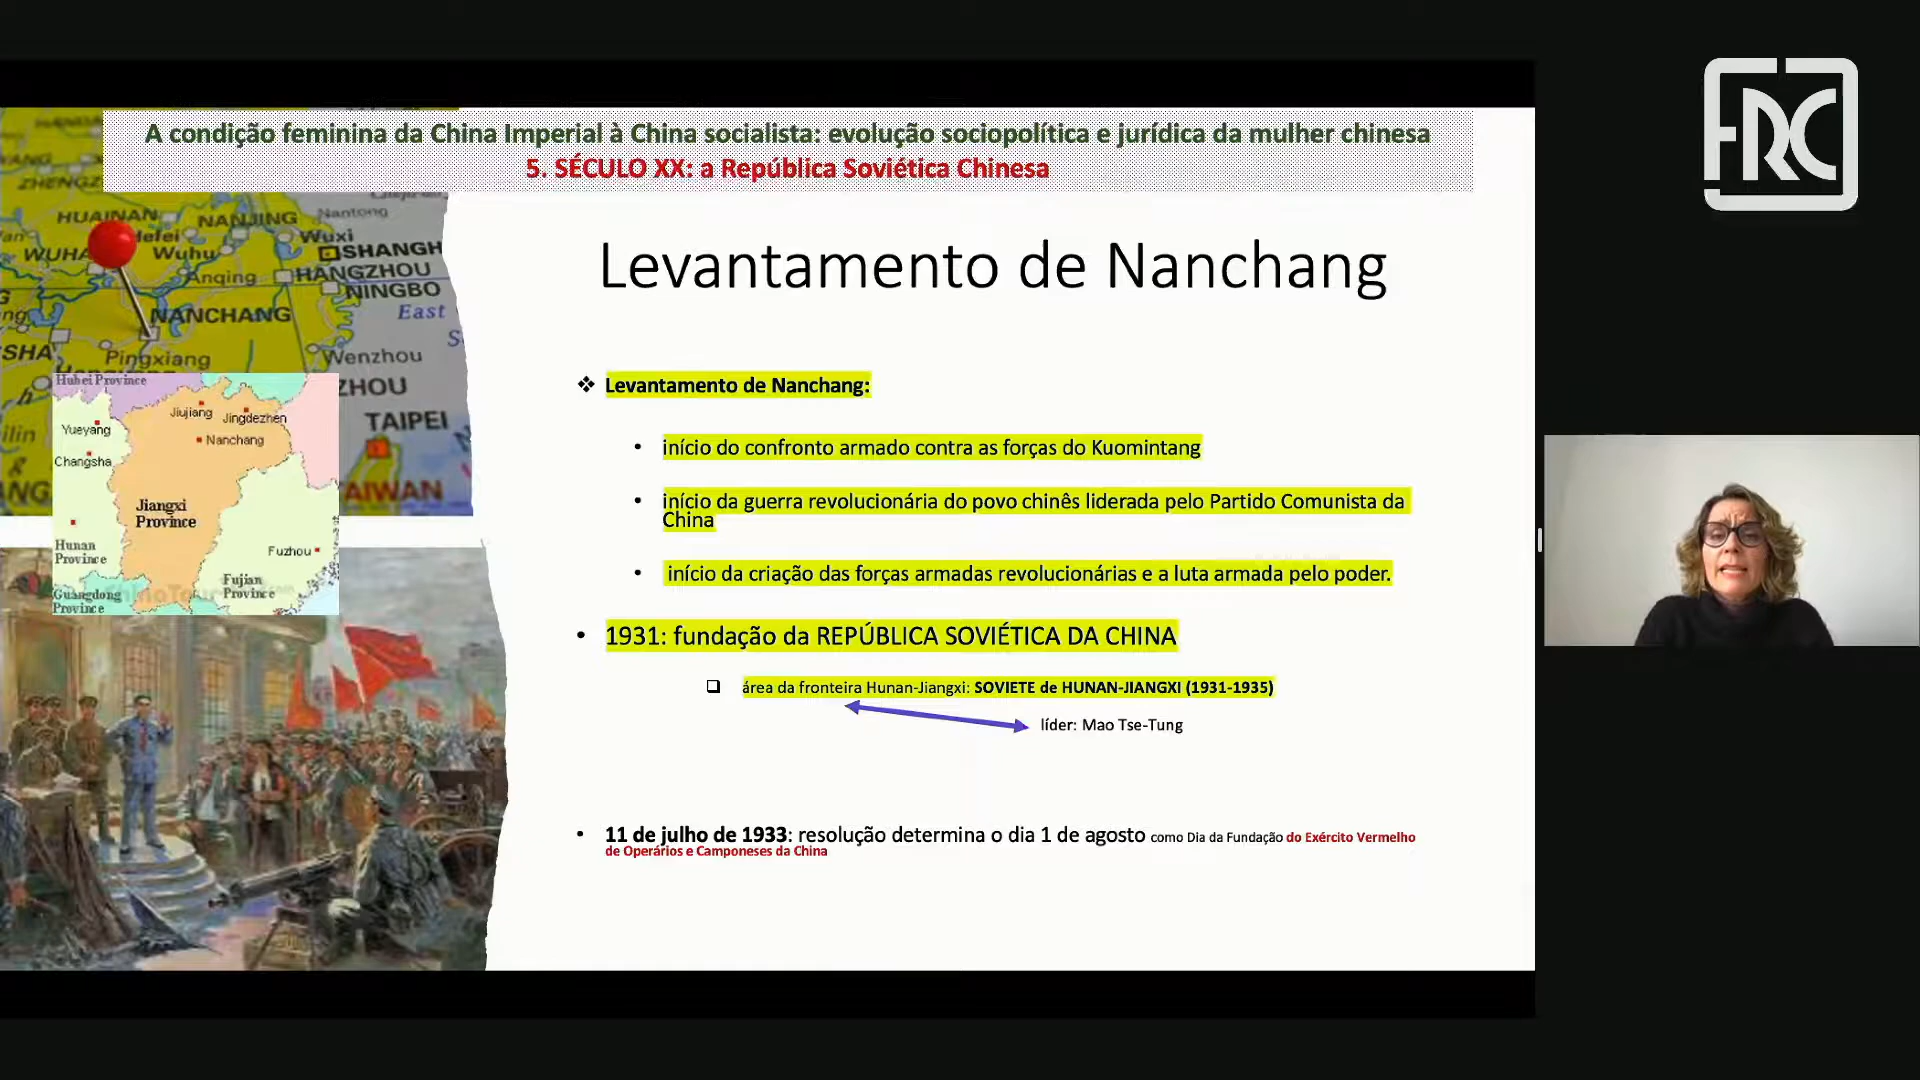 A condição feminina da China Imperial à China socialista: evolução sociopolítica e jurídica da mulher chinesa
5. SÉCULO XX: a República Soviética Chinesa
FRC
Levantamento de Nanchang
❖ Levantamento de Nanchang:
• início do confronto armado contra as forças do Kuomintang
• início da guerra revolucionária do povo chinês liderada pelo Partido Comunista da
China
• início da criação das forças armadas revolucionárias e a luta armada pelo poder.
• 1931: fundação da REPÚBLICA SOVIÉTICA DA CHINA
❑ área da fronteira Hunan-Jiangxi: SOVIETE de HUNAN-JIANGXI (1931-1935)
líder: Mao Tse-Tung
• 11 de julho de 1933: resolução determina o dia 1 de agosto como Dia da Fundação do Exército Vermelho
de Operários e Camponeses da China
HUAINAN
NANJING
Nantong
Hefei
Wuxi
WUHA
Wuhu
SHANGH
Anqing
HANGZHOU
NINGBO
East
NANCHANG
SHA
Pingxiang
Wenzhou
ZHOU
TAIPEI
AIWAN
Hubei Province
Jiujiang
Jingdezhen
Yueyang
Nanchang
Changsha
Jiangxi
Province
Hunan
Province
Fuzhou
Fujian
Province
Guangdong
Province